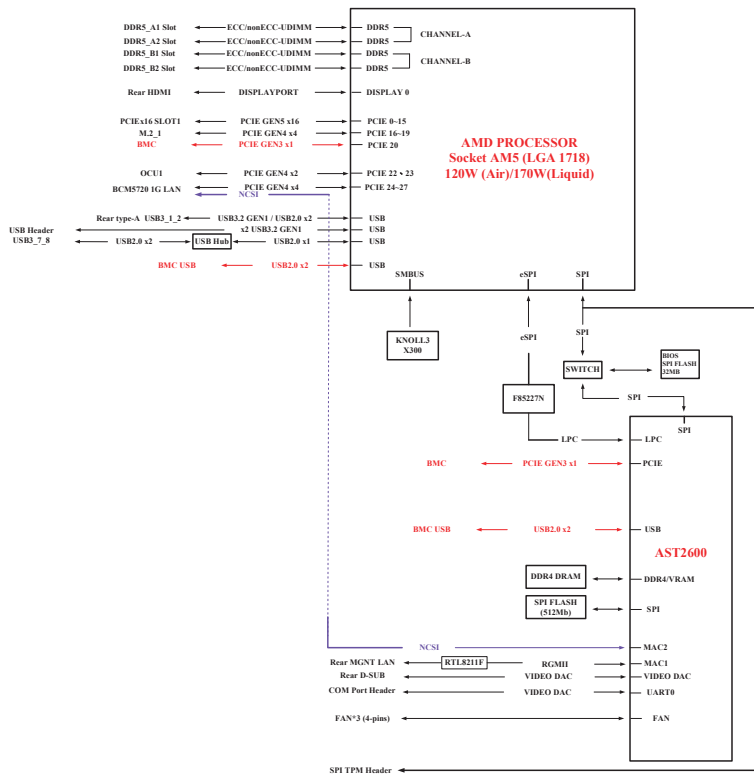 DDR5_A1 Slot ECC/nonECC-UDIMM DDR5
CHANNEL-A
DDR5_A2 Slot ECC/nonECC-UDIMM DDR5
DDR5_B1 Slot ECC/nonECC-UDIMM DDR5
CHANNEL-B
DDR5_B2 Slot ECC/nonECC-UDIMM DDR5
Rear HDMI DISPLAYPORT DISPLAY 0
PCIEx16 SLOT1 PCIE GEN5 x16 PCIE 0~15
M.2_1 PCIE GEN4 x4 PCIE 16~19
BMC PCIE GEN3 x1 PCIE 20
AMD PROCESSOR
Socket AM5 (LGA 1718)
120W (Air)/170W(Liquid)
OCU1 PCIE GEN4 x2 PCIE 22、23
BCM5720 1G LAN PCIE GEN4 x4 PCIE 24~27
NCSI
Rear type-A USB3_1_2 USB3.2 GEN1 / USB2.0 x2 USB
USB Header x2 USB3.2 GEN1 USB
USB3_7_8 USB2.0 x2 USB Hub USB2.0 x1 USB
BMC USB USB2.0 x2 USB
SMBUS eSPI SPI
KNOLL3
X300
eSPI
SPI
SWITCH
BIOS
SPI FLASH
32MB
F85227N
SPI
SPI
LPC LPC
BMC PCIE GEN3 x1 PCIE
BMC USB USB2.0 x2 USB
AST2600
DDR4 DRAM DDR4/VRAM
SPI FLASH
(512Mb)
SPI
NCSI MAC2
Rear MGNT LAN RTL8211F RGMII MAC1
Rear D-SUB VIDEO DAC VIDEO DAC
COM Port Header VIDEO DAC UART0
FAN*3 (4-pins) FAN
SPI TPM Header